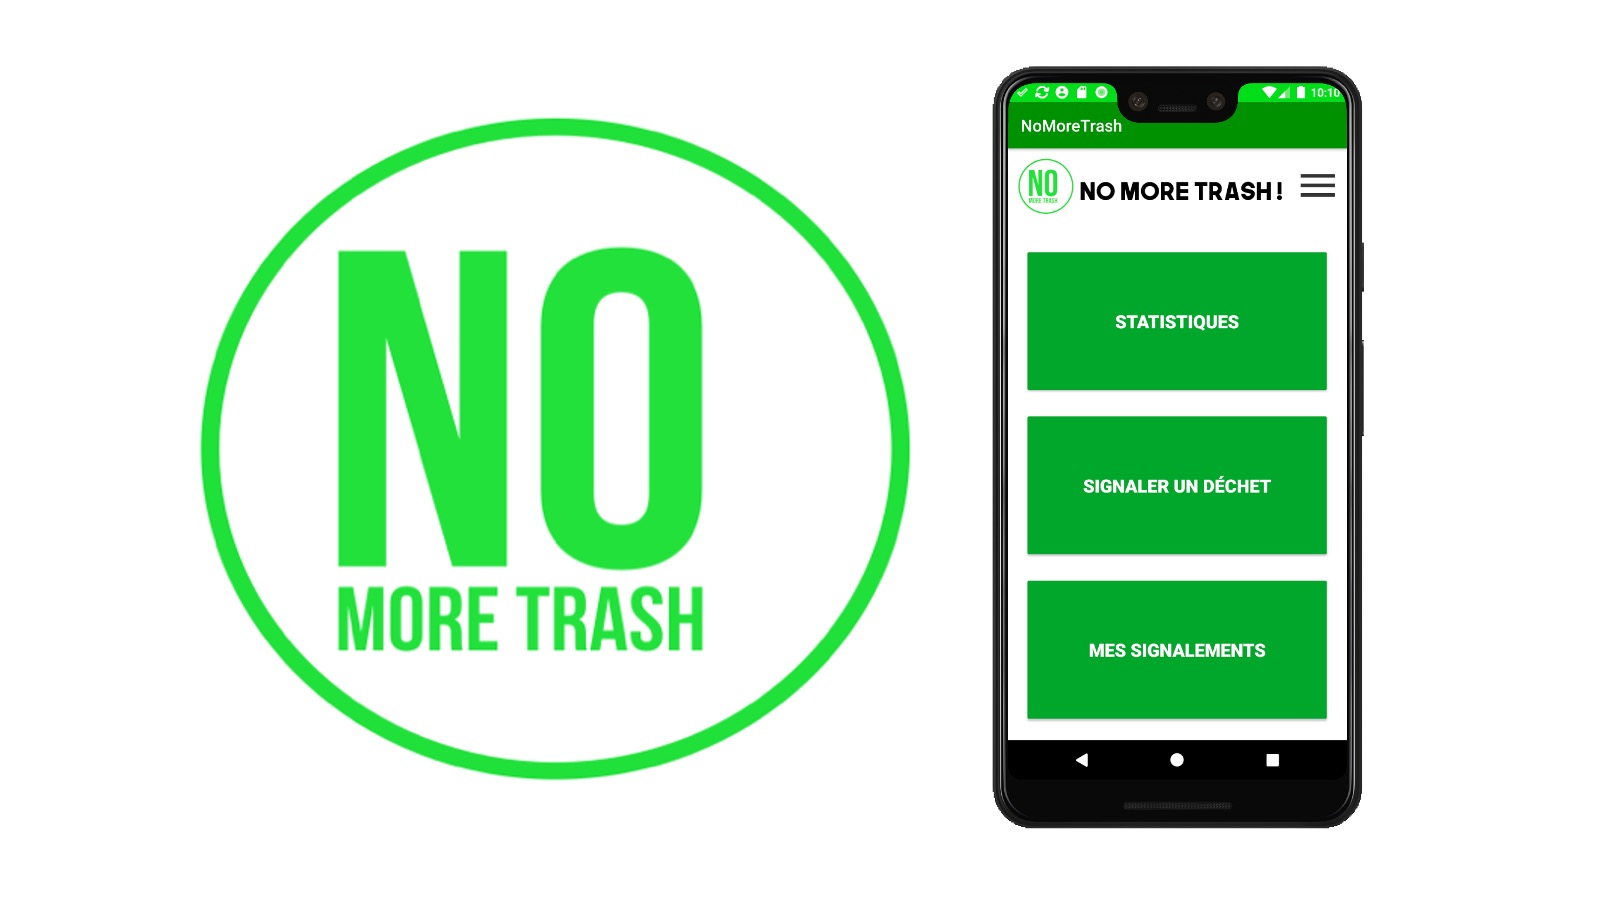 NO
MORE TRASH
10:10
NoMoreTrash
NO
MORE TRASH
NO MORE TRASH !
STATISTIQUES
SIGNALER UN DÉCHET
MES SIGNALEMENTS